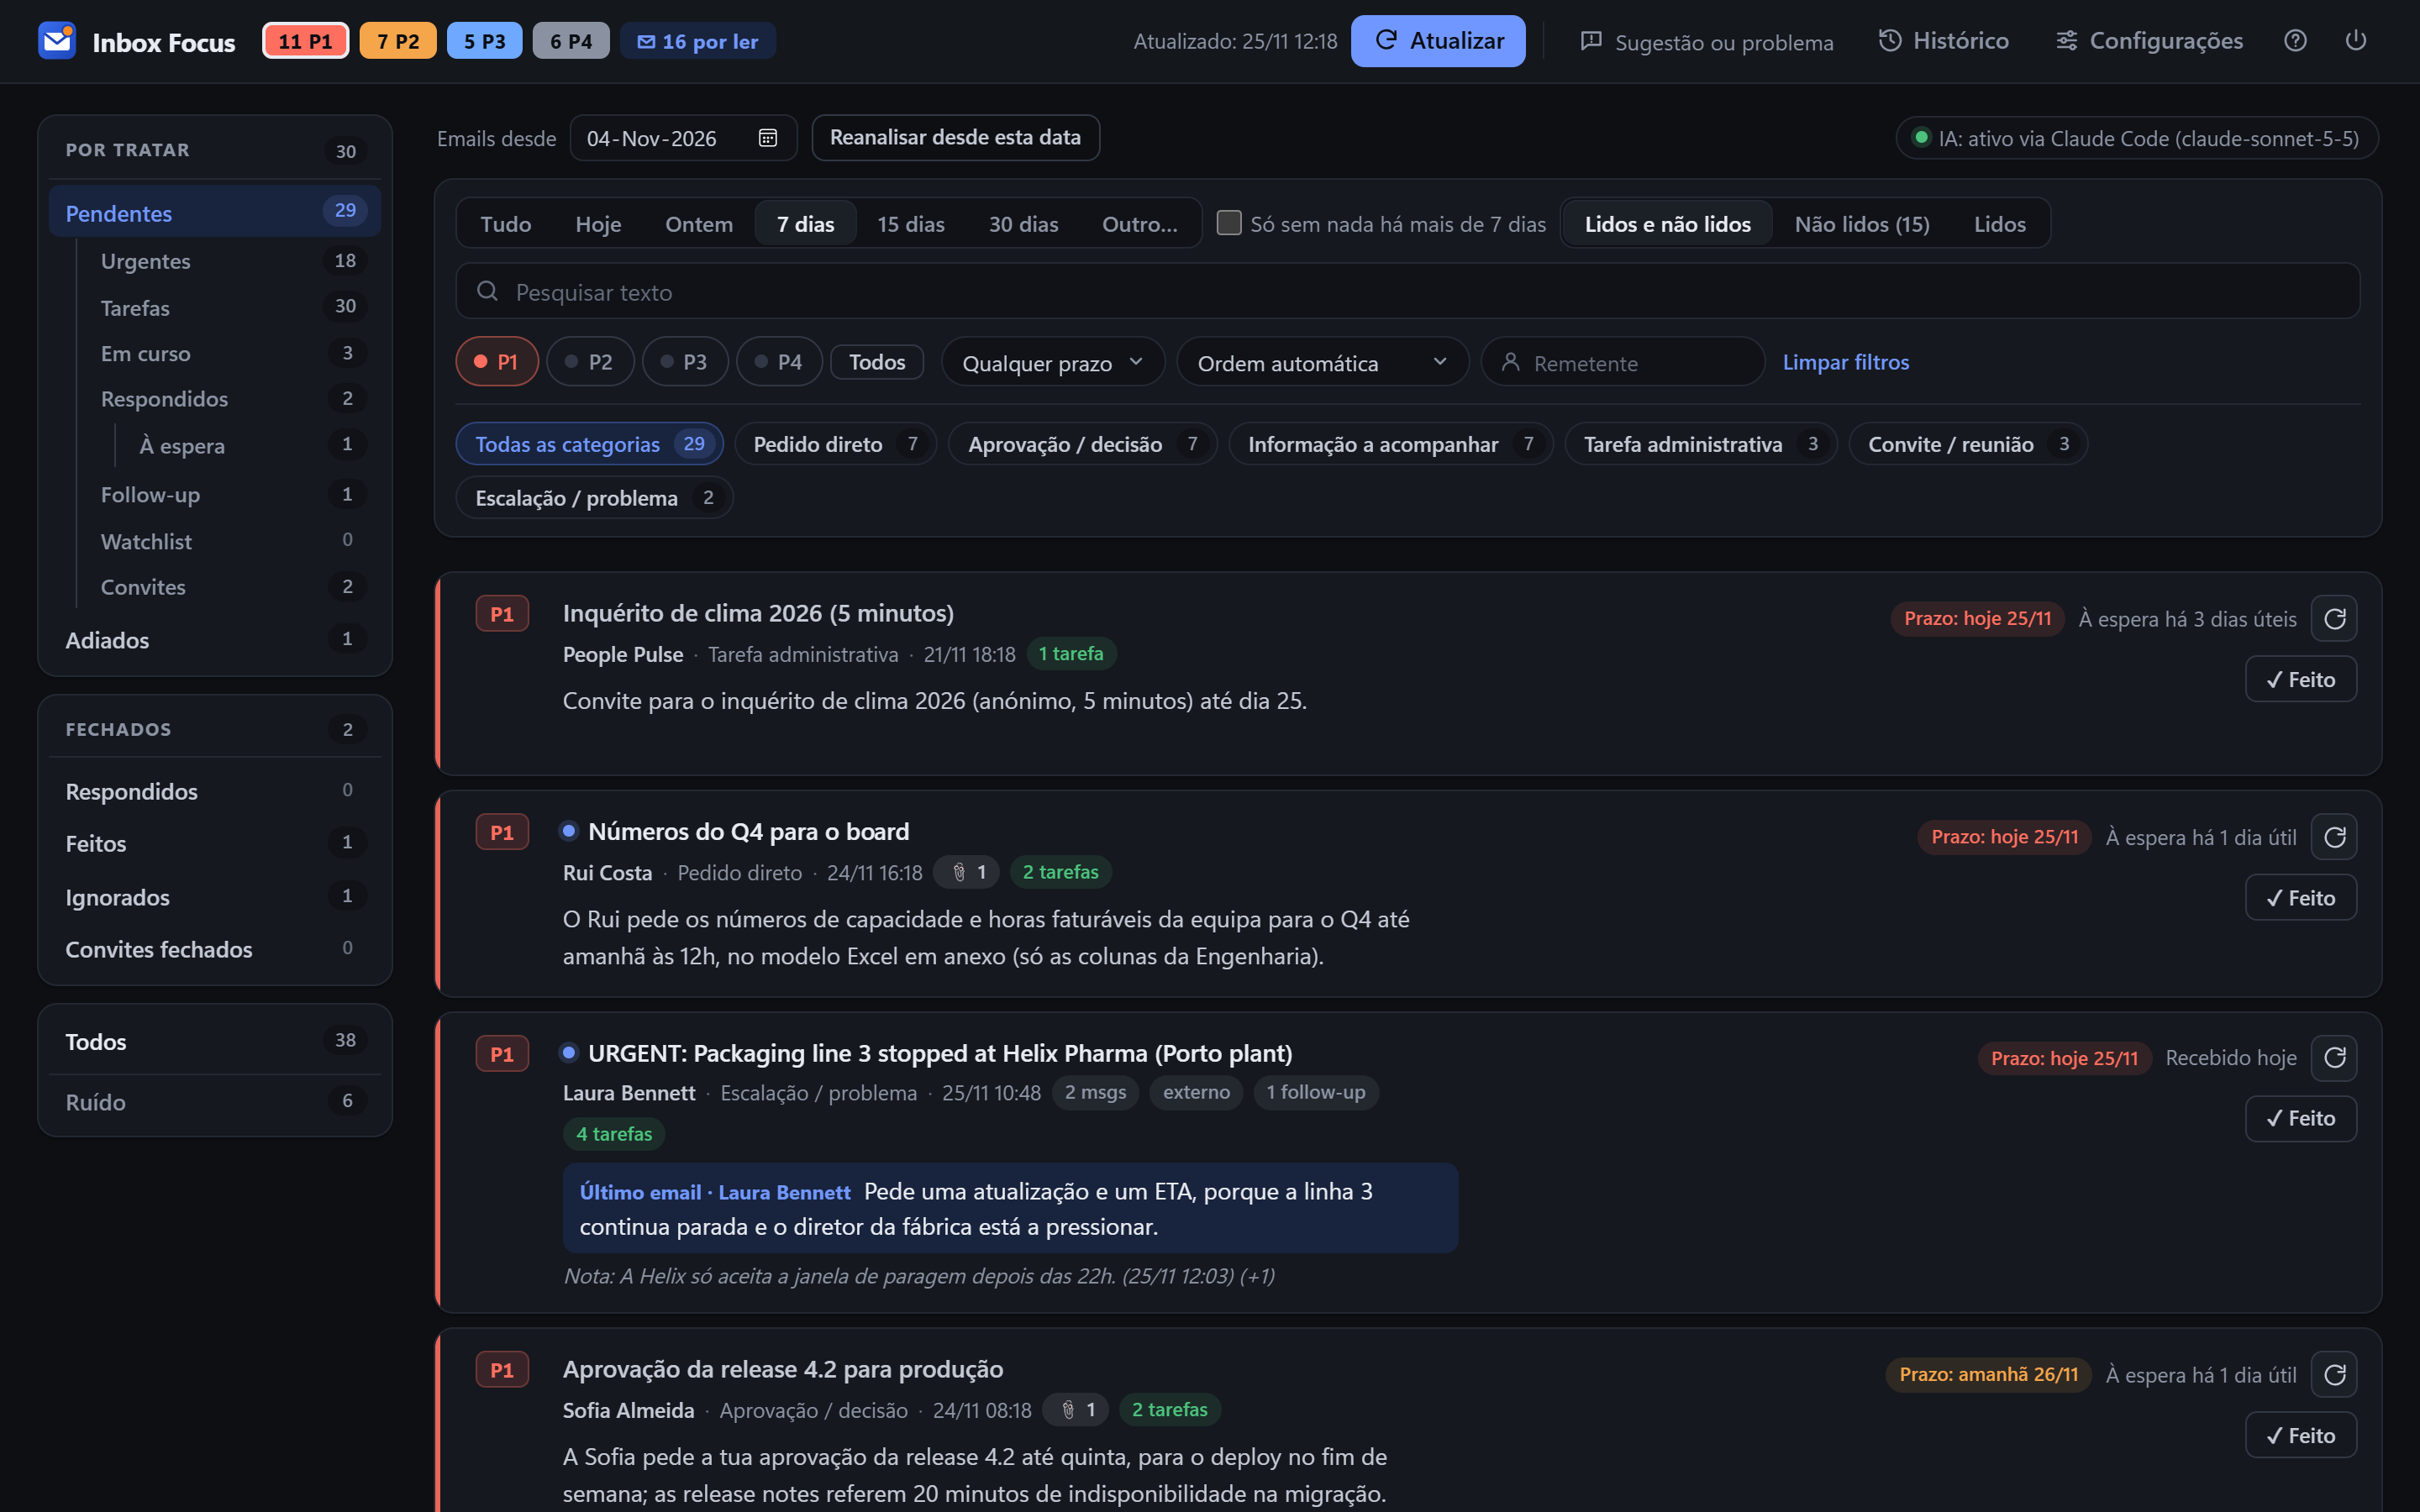 Inbox Focus 11 P1 7 P2 5 P3 6 P4 16 por ler Atualizado: 25/11 12:18 Atualizar Sugestão ou problema Histórico Configurações
POR TRATAR 30
Pendentes 29
Urgentes 18
Tarefas 30
Em curso 3
Respondidos 2
À espera 1
Follow-up 1
Watchlist 0
Convites 2
Adiados 1
FECHADOS 2
Respondidos 0
Feitos 1
Ignorados 1
Convites fechados 0
Todos 38
Ruído 6
Emails desde 04-Nov-2026 Reanalisar desde esta data IA: ativo via Claude Code (claude-sonnet-5-5)
Tudo Hoje Ontem 7 dias 15 dias 30 dias Outro... Só sem nada há mais de 7 dias Lidos e não lidos Não lidos (15) Lidos
Pesquisar texto
P1 P2 P3 P4 Todos Qualquer prazo Ordem automática Remetente Limpar filtros
Todas as categorias 29 Pedido direto 7 Aprovação / decisão 7 Informação a acompanhar 7 Tarefa administrativa 3 Convite / reunião 3
Escalação / problema 2
P1 Inquérito de clima 2026 (5 minutos) Prazo: hoje 25/11 À espera há 3 dias úteis
People Pulse · Tarefa administrativa · 21/11 18:18 1 tarefa
✓ Feito
Convite para o inquérito de clima 2026 (anónimo, 5 minutos) até dia 25.
P1 Números do Q4 para o board Prazo: hoje 25/11 À espera há 1 dia útil
Rui Costa · Pedido direto · 24/11 16:18 1 2 tarefas
✓ Feito
O Rui pede os números de capacidade e horas faturáveis da equipa para o Q4 até
amanhã às 12h, no modelo Excel em anexo (só as colunas da Engenharia).
P1 URGENT: Packaging line 3 stopped at Helix Pharma (Porto plant) Prazo: hoje 25/11 Recebido hoje
Laura Bennett · Escalação / problema · 25/11 10:48 2 msgs externo 1 follow-up
✓ Feito
4 tarefas
Último email · Laura Bennett Pede uma atualização e um ETA, porque a linha 3
continua parada e o diretor da fábrica está a pressionar.
Nota: A Helix só aceita a janela de paragem depois das 22h. (25/11 12:03) (+1)
P1 Aprovação da release 4.2 para produção Prazo: amanhã 26/11 À espera há 1 dia útil
Sofia Almeida · Aprovação / decisão · 24/11 08:18 1 2 tarefas
✓ Feito
A Sofia pede a tua aprovação da release 4.2 até quinta, para o deploy no fim de
semana; as release notes referem 20 minutos de indisponibilidade na migração.